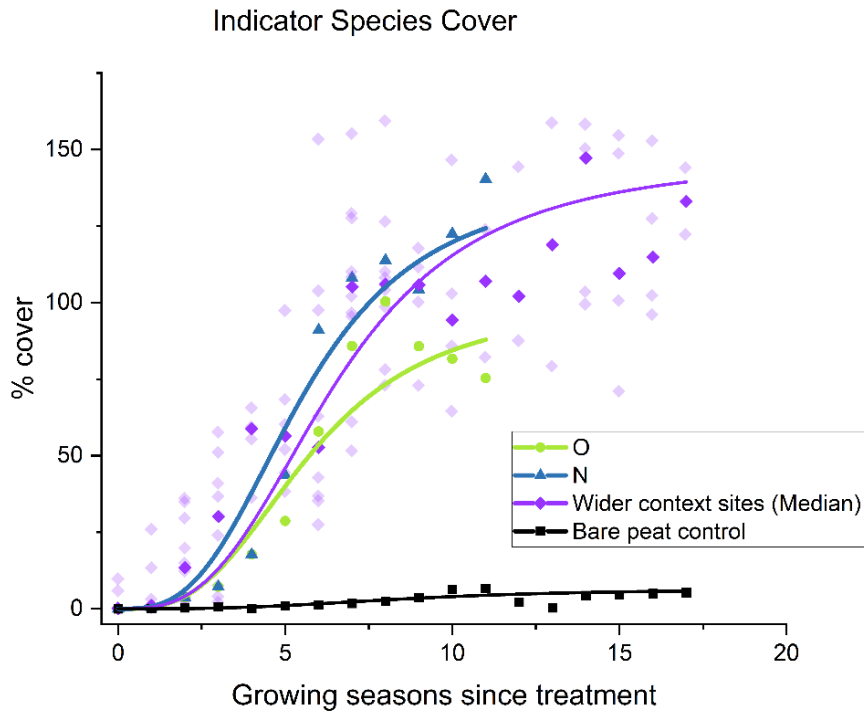 Indicator Species Cover
150
100
50
0
% cover
O
N
Wider context sites (Median)
Bare peat control
0
5
10
15
20
Growing seasons since treatment